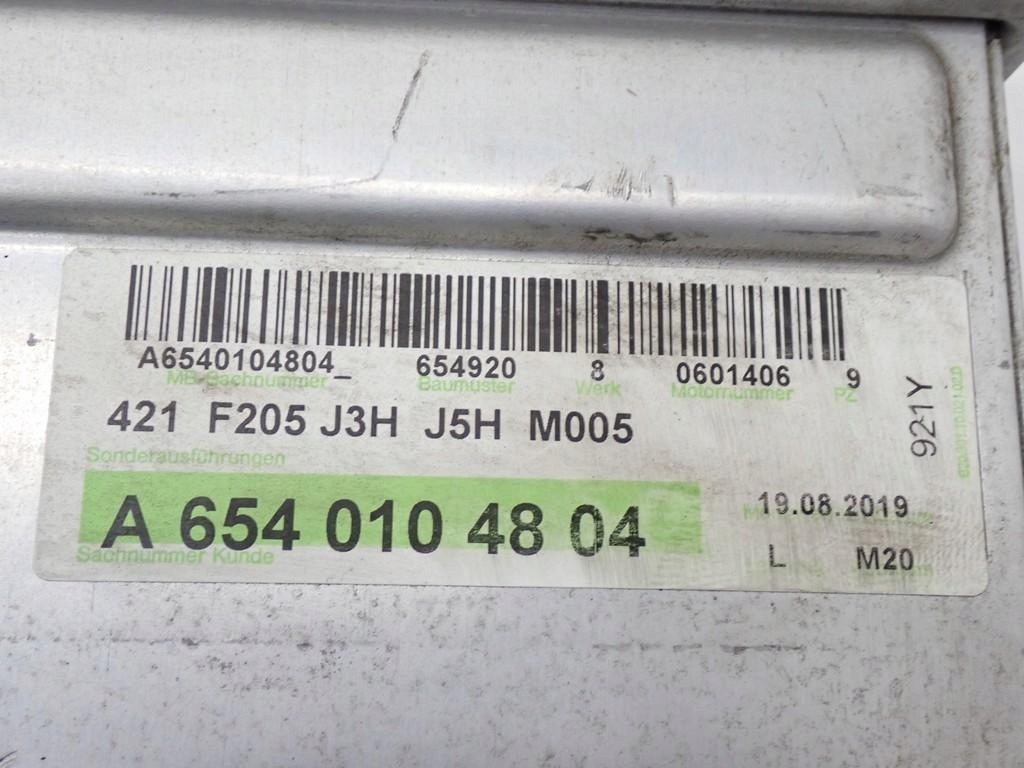 A6540104804_ 654920 8 0601406 9
MB-Sachnummer Baumuster Werk Motornummer PZ
421 F205 J3H J5H M005
Sonderausführungen
A 654 010 48 04
Sachnummer Kunde
19.08.2019
L M20
921Y